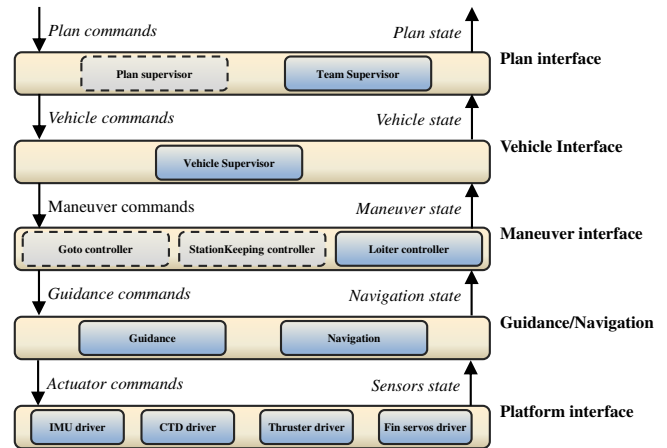 Plan commands
Plan state
Plan interface
Plan supervisor
Team Supervisor
Vehicle commands
Vehicle state
Vehicle Interface
Vehicle Supervisor
Maneuver commands
Maneuver state
Maneuver interface
Goto controller
StationKeeping controller
Loiter controller
Guidance commands
Navigation state
Guidance/Navigation
Guidance
Navigation
Actuator commands
Sensors state
Platform interface
IMU driver
CTD driver
Thruster driver
Fin servos driver